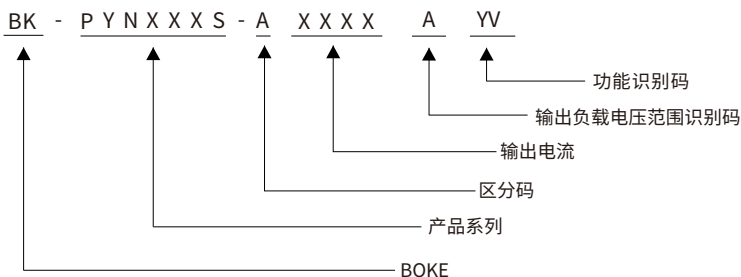 BK - PYNXXXS - A XXXX A YV
功能识别码
输出负载电压范围识别码
输出电流
区分码
产品系列
BOKE